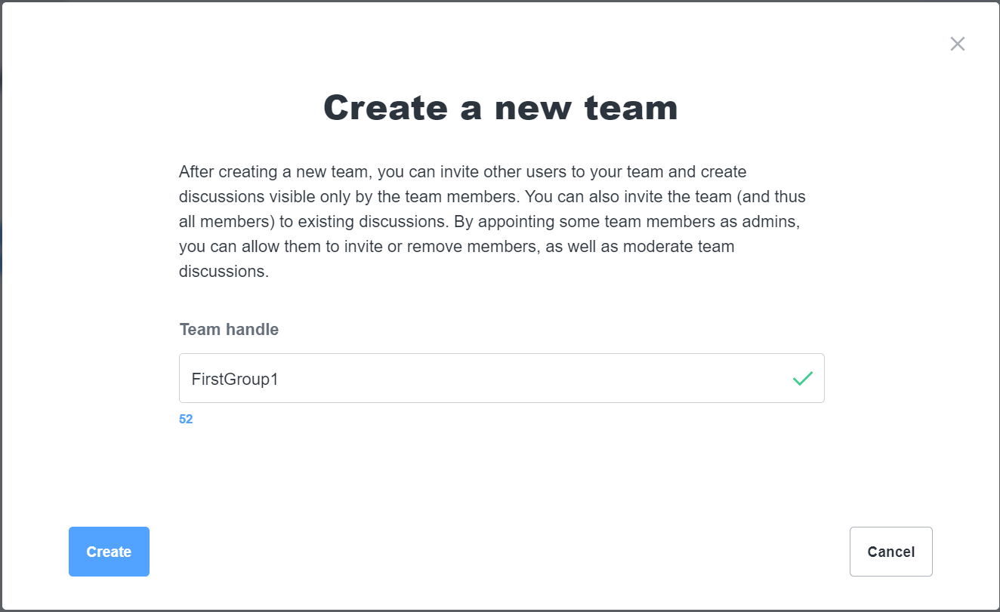 Create a new team
After creating a new team, you can invite other users to your team and create
discussions visible only by the team members. You can also invite the team (and thus
all members) to existing discussions. By appointing some team members as admins,
you can allow them to invite or remove members, as well as moderate team
discussions.
Team handle
FirstGroup1
52
Create
Cancel